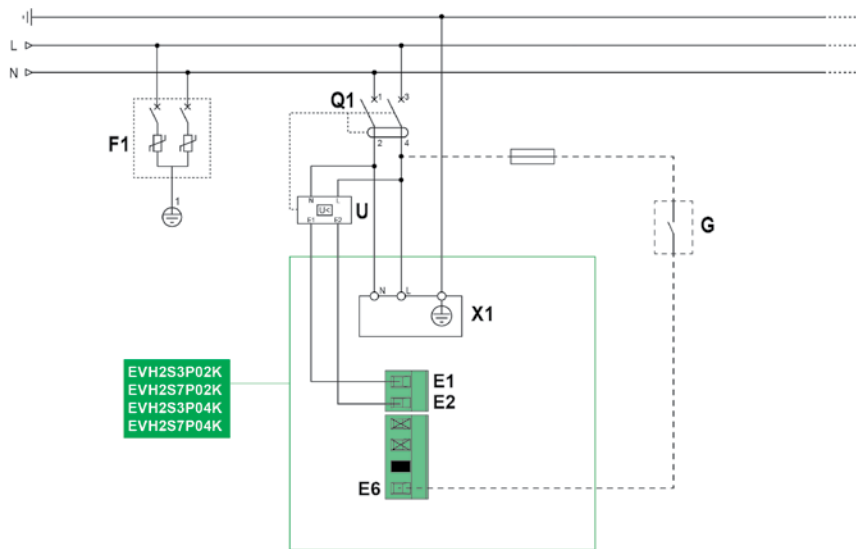 L
N
Q1
1
3
F1
2
4
N
L
U<
U
E1
E2
1
G
N
L
X1
EVH2S3P02K
EVH2S7P02K
EVH2S3P04K
EVH2S7P04K
E1
E2
E6